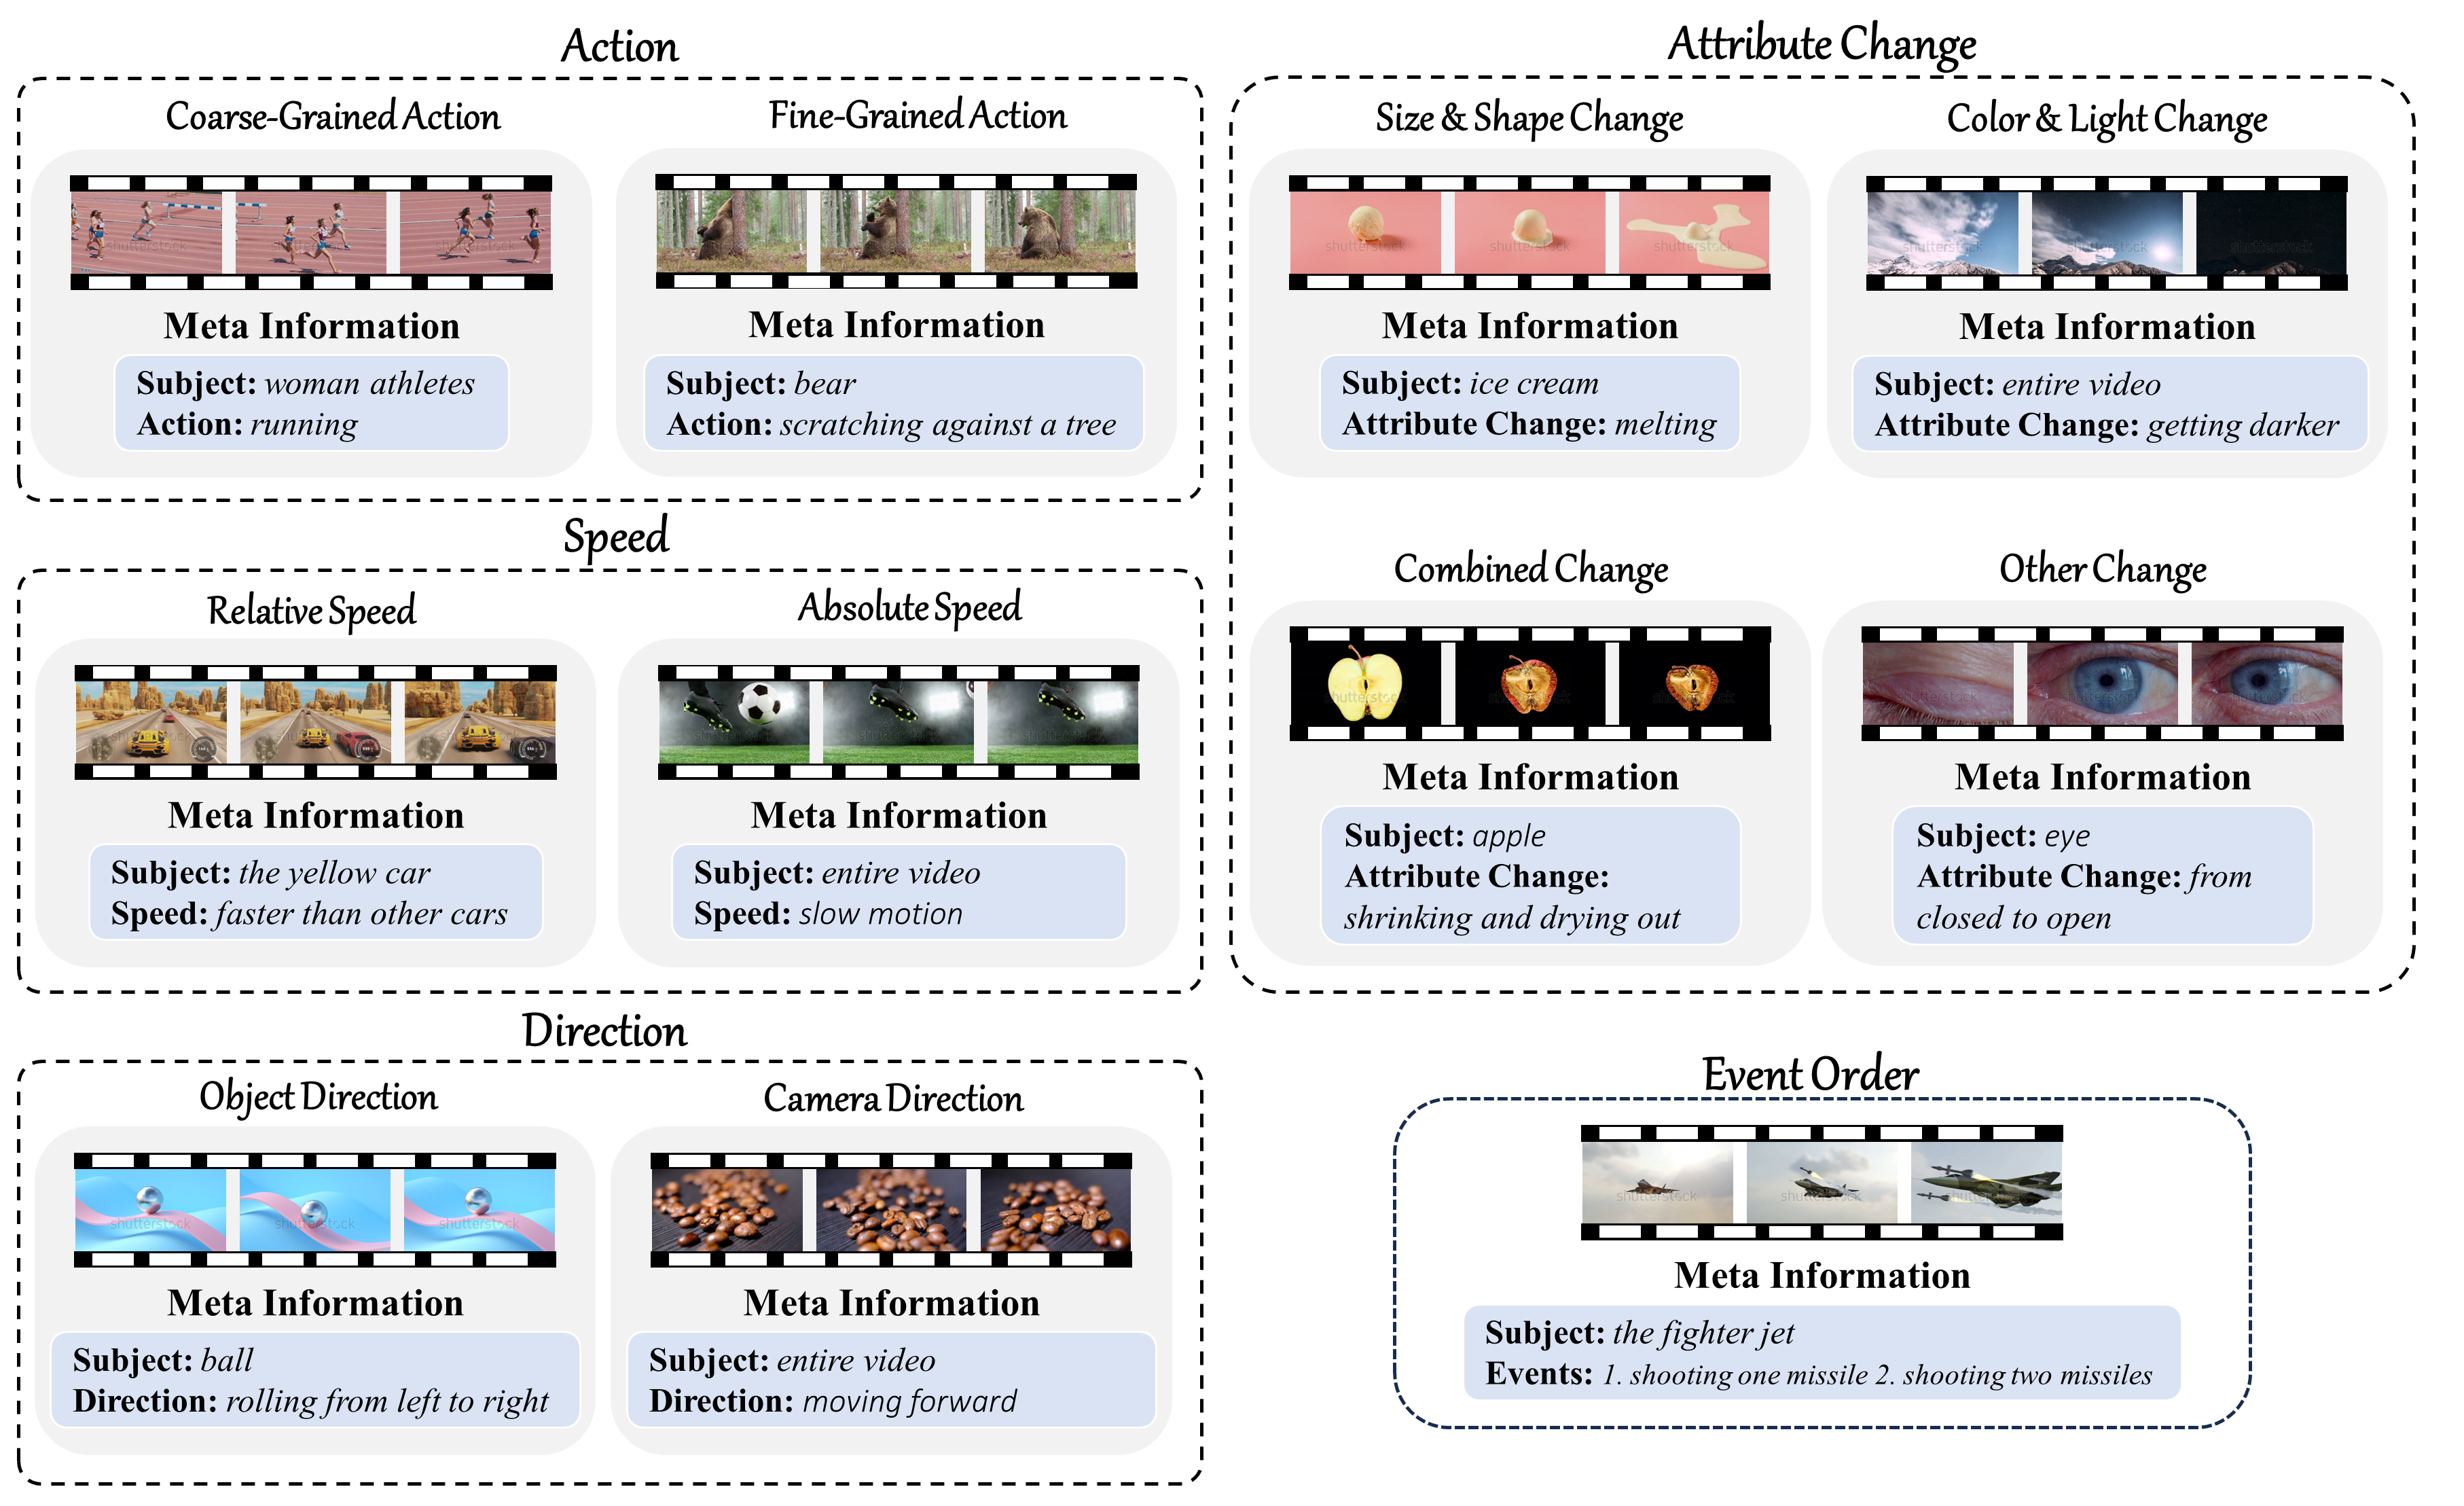 Action
Coarse-Grained Action
shutterstock
Meta Information
Subject: woman athletes
Action: running
Fine-Grained Action
shutterstock
Meta Information
Subject: bear
Action: scratching against a tree
Speed
Relative Speed
shutterstock
Meta Information
Subject: the yellow car
Speed: faster than other cars
Absolute Speed
shutterstock
Meta Information
Subject: entire video
Speed: slow motion
Direction
Object Direction
shutterstock
Meta Information
Subject: ball
Direction: rolling from left to right
Camera Direction
shutterstock
Meta Information
Subject: entire video
Direction: moving forward
Attribute Change
Size & Shape Change
shutterstock
shutterstock
shutterstock
Meta Information
Subject: ice cream
Attribute Change: melting
Color & Light Change
shutterstock
shutterstock
shutterstock
Meta Information
Subject: entire video
Attribute Change: getting darker
Combined Change
shutterstock
shutterstock
shutterstock
Meta Information
Subject: apple
Attribute Change:
shrinking and drying out
Other Change
shutterstock
shutterstock
shutterstock
Meta Information
Subject: eye
Attribute Change: from
closed to open
Event Order
shutterstock
shutterstock
shutterstock
Meta Information
Subject: the fighter jet
Events: 1. shooting one missile 2. shooting two missiles